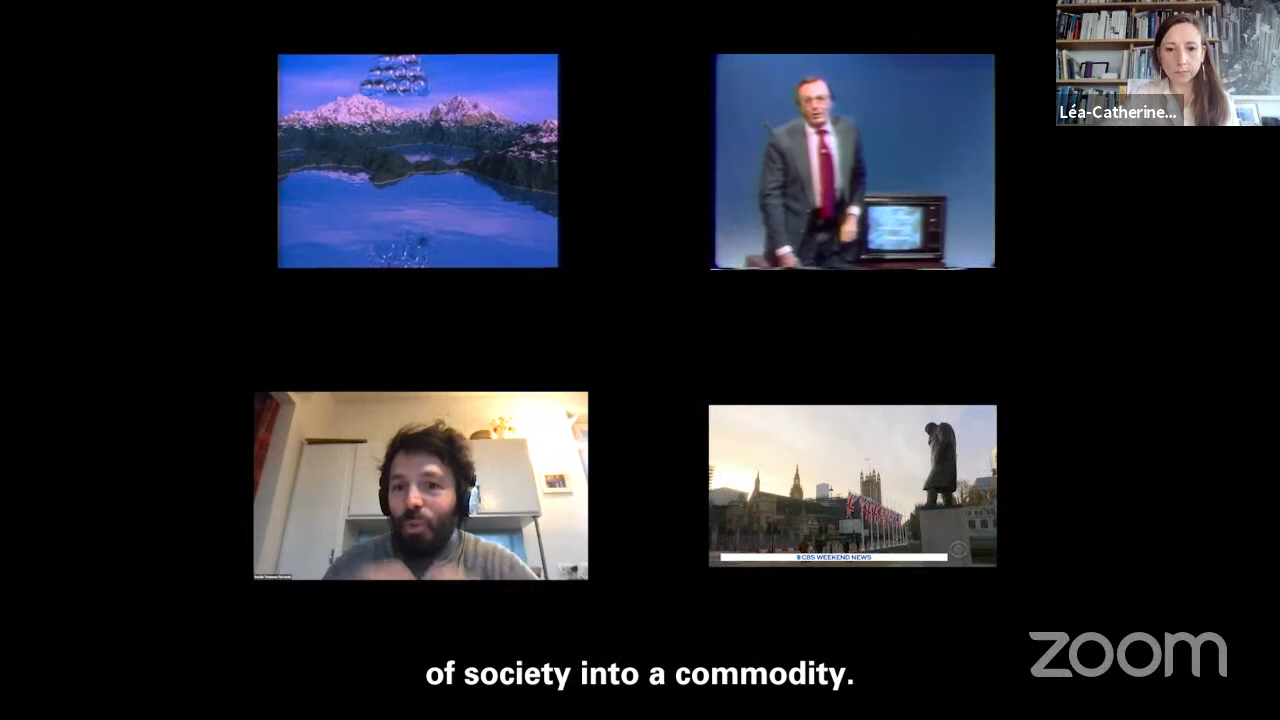 Léa-Catherine...
CBS WEEKEND NEWS
of society into a commodity.
zoom